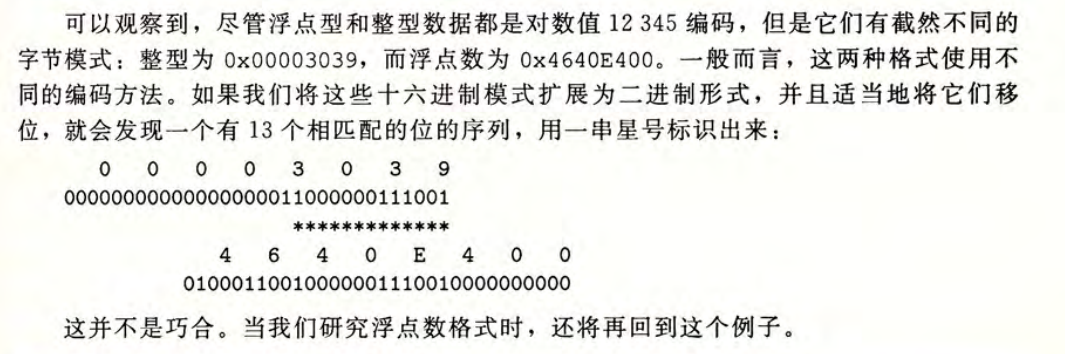 可以观察到,尽管浮点型和整型数据都是对数值 12 345 编码,但是它们有截然不同的
字节模式:整型为 0x00003039,而浮点数为 0x4640E400。一般而言,这两种格式使用不
同的编码方法。如果我们将这些十六进制模式扩展为二进制形式,并且适当地将它们移
位,就会发现一个有 13 个相匹配的位的序列,用一串星号标识出来:
0 0 0 0 3 0 3 9
00000000000000000011000000111001
*************
4 6 4 0 E 4 0 0
01000110010000001110010000000000
这并不是巧合。当我们研究浮点数格式时,还将再回到这个例子。